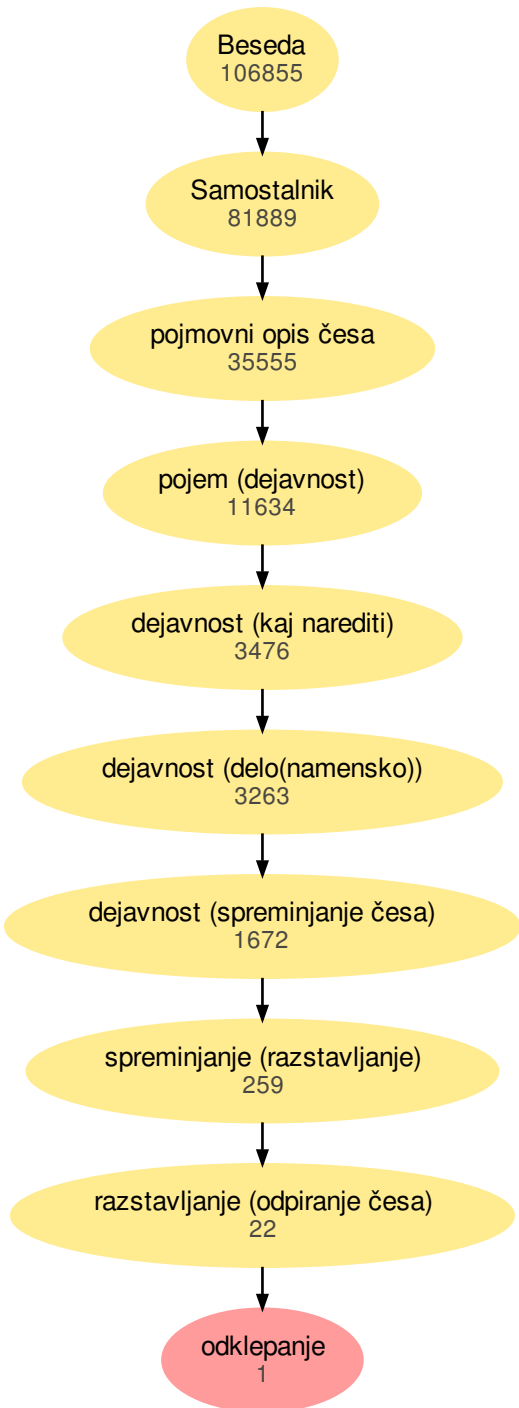 Beseda
106855
Samostalnik
81889
pojmovni opis česa
35555
pojem (dejavnost)
11634
dejavnost (kaj narediti)
3476
dejavnost (delo(namensko))
3263
dejavnost (spreminjanje česa)
1672
spreminjanje (razstavljanje)
259
razstavljanje (odpiranje česa)
22
odklepanje
1